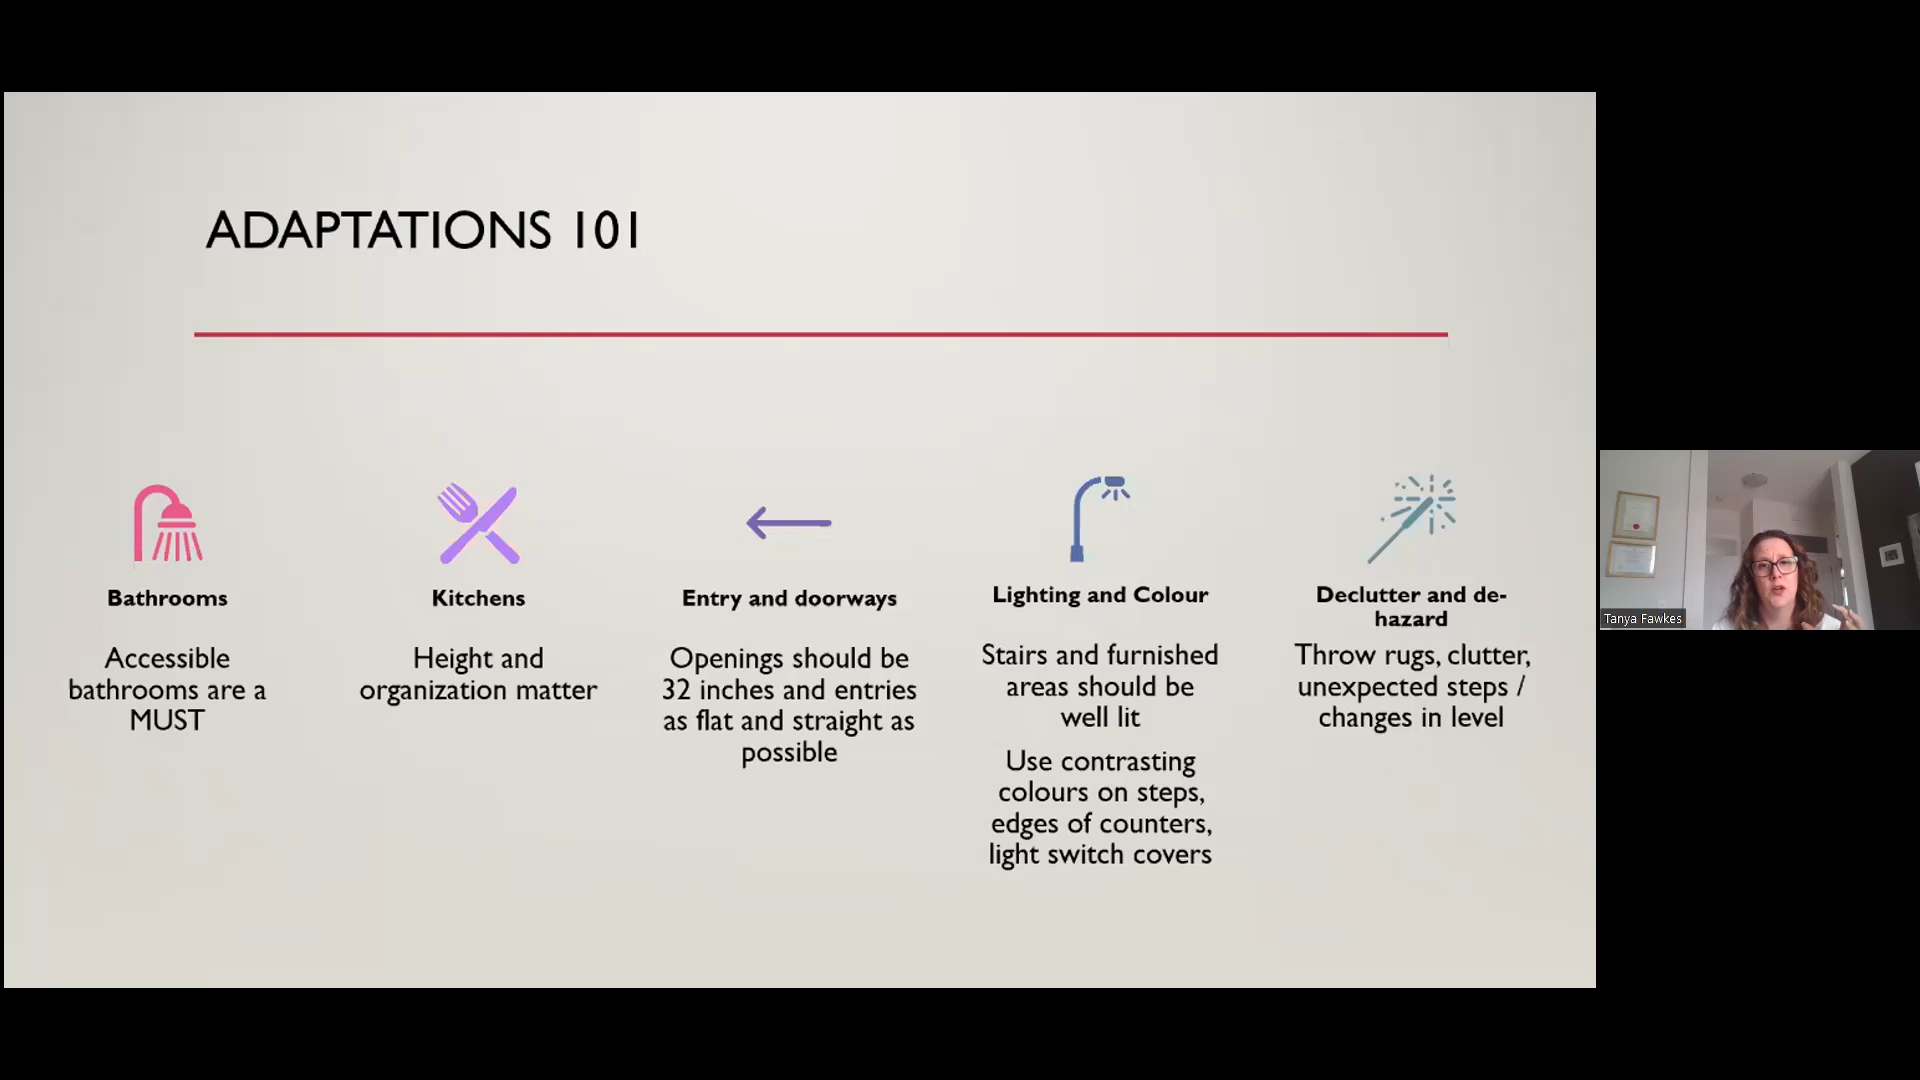 ADAPTATIONS 101
Bathrooms
Accessible
bathrooms are a
MUST
Kitchens
Height and
organization matter
Entry and doorways
Openings should be
32 inches and entries
as flat and straight as
possible
Lighting and Colour
Stairs and furnished
areas should be
well lit
Use contrasting
colours on steps,
edges of counters,
light switch covers
Declutter and de-
hazard
Throw rugs, clutter,
unexpected steps /
changes in level
Tanya Fawkes